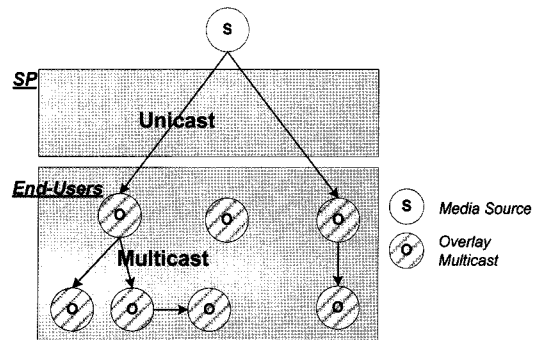 S
SP
Unicast
End-Users
O
O
O
S
Media Source
Multicast
O
Overlay
Multicast
O
O
O
O